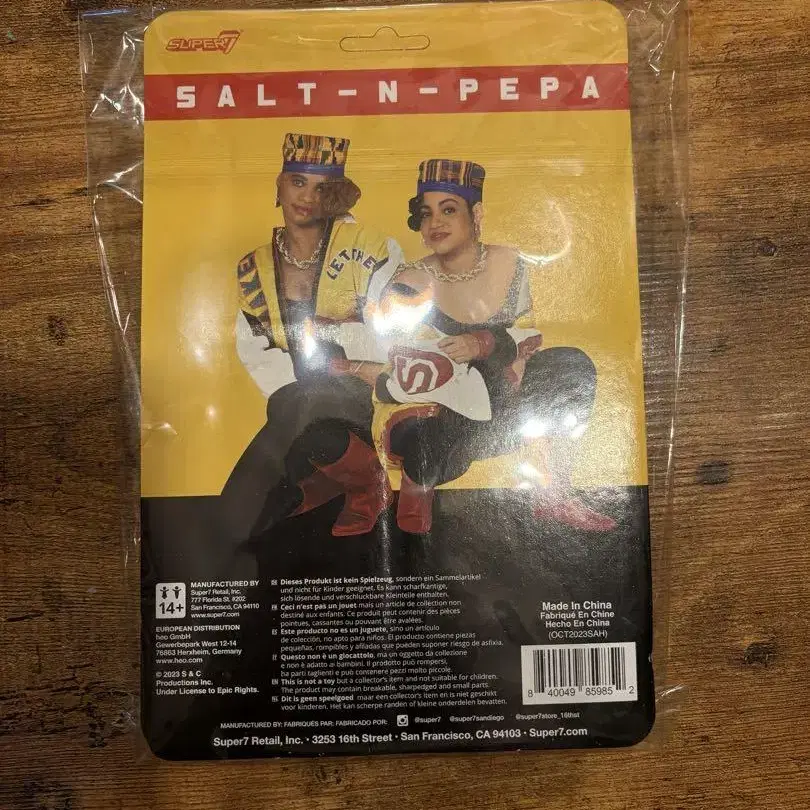 SUPER7
SALT-N-PEPA
LET THE
AKE
S
14+
MANUFACTURED BY
Super7 Retail, Inc.
777 Florida St. #202
San Francisco, CA 94110
www.super7.com
EUROPEAN DISTRIBUTION
heo GmbH
Gewerbepark West 12-14
76863 Herxheim, Germany
www.heo.com
© 2023 S & C
Productions Inc.
Under License to Epic Rights.
Dieses Produkt ist kein Spielzeug, sondern ein Sammelartikel
und nicht für Kinder geeignet. Es kann scharfkantige,
sich lösende und verschluckbare Kleinteile enthalten.
Ceci n'est pas un jouet mais un article de collection non
destiné aux enfants. Ce produit peut contenir des pièces
pointues, cassantes ou pouvant être avalées.
Este producto no es un juguete, sino un artículo
de colección, no apto para niños. El producto contiene piezas
pequeñas, rompibles y afiladas que pueden suponer riesgo de asfixia.
Questo non è un giocattolo, ma un oggetto da collezione
e non è adatto ai bambini. Il prodotto può rompersi,
ha parti taglienti e può contenere pezzi molto piccole.
This is not a toy but a collector's item and not suitable for children.
The product may contain breakable, sharpedged and small parts.
Dit is geen speelgoed maar een collector's item en is niet geschikt
voor kinderen. Het kan scherpe randen of kleine onderdelen bevatten.
Made In China
Fabriqué En Chine
Hecho En China
(OCT2023SAH)
8 40049 85985 2
MANUFACTURED BY: FABRIQUÉS PAR: FABRICADO POR: @super7 @super7sandiego @super7store_16thst
Super7 Retail, Inc. • 3253 16th Street • San Francisco, CA 94103 • Super7.com